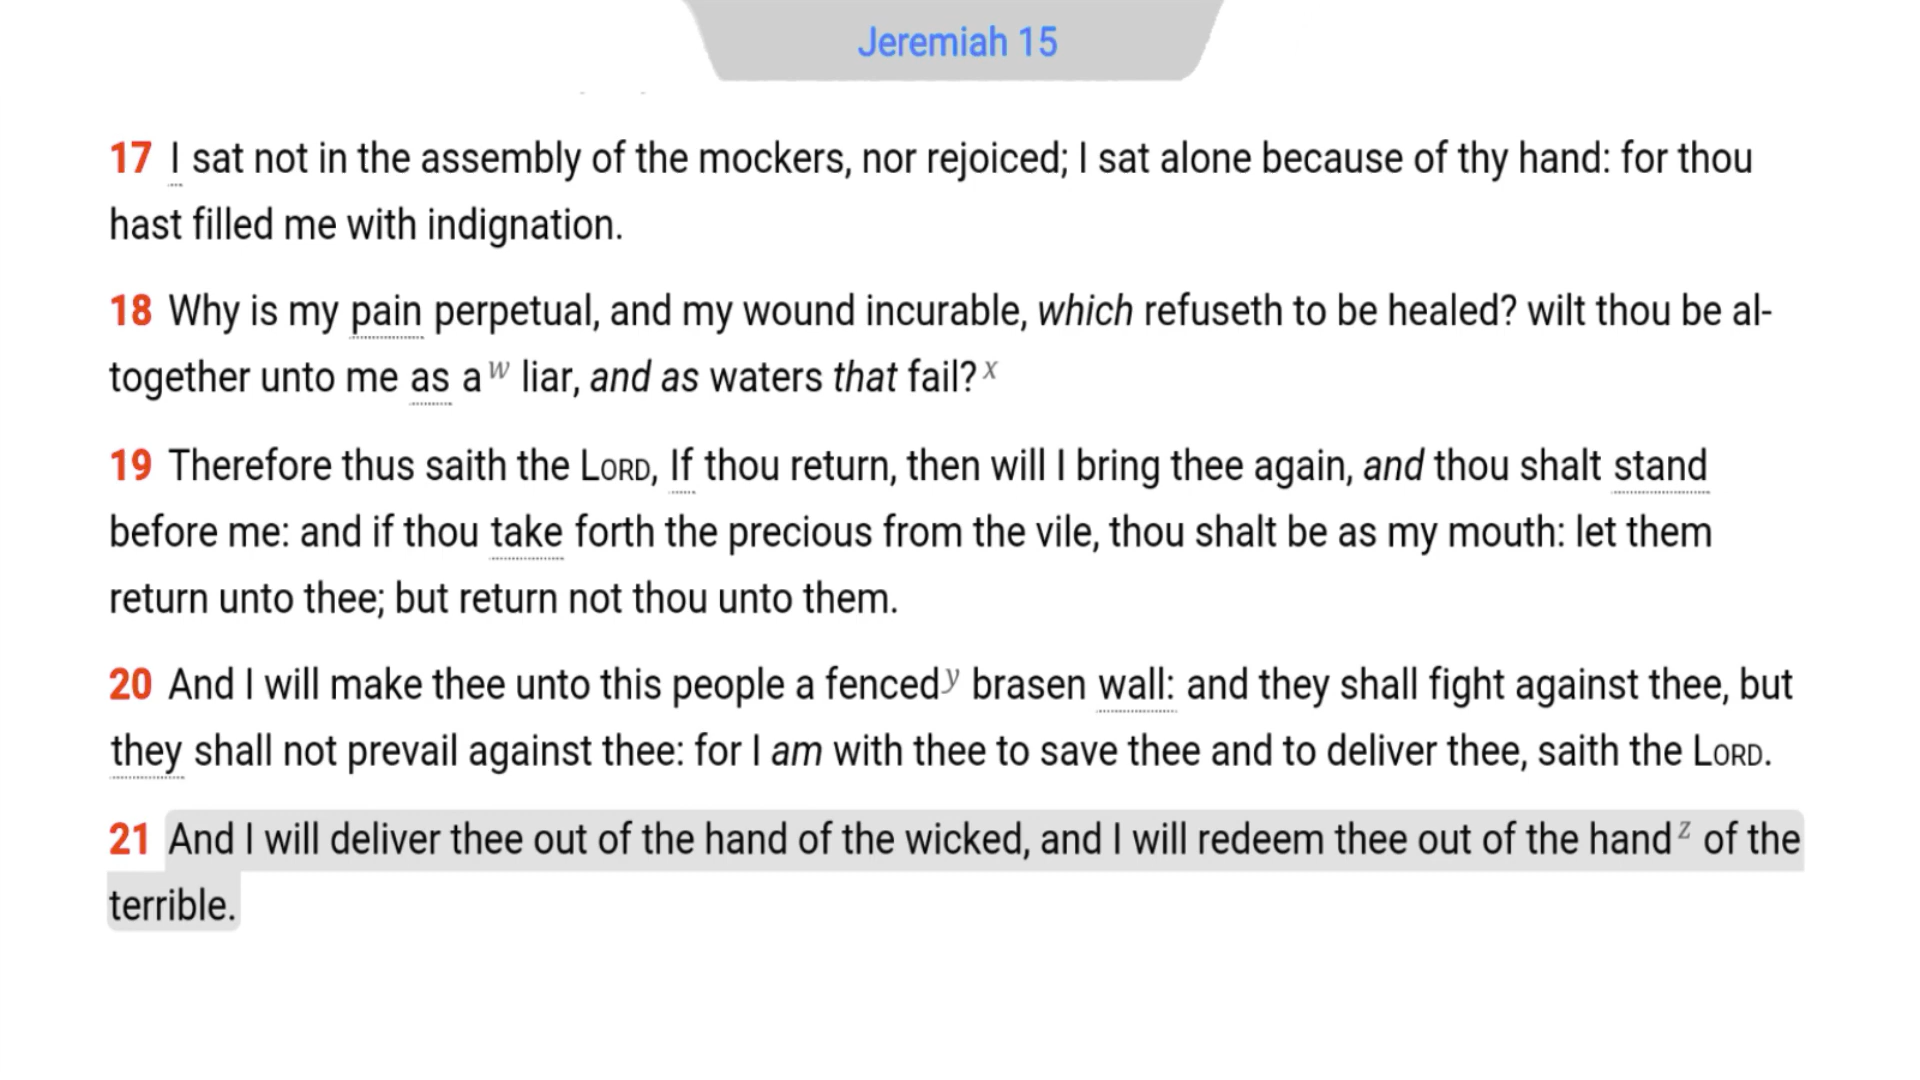 Jeremiah 15
17 I sat not in the assembly of the mockers, nor rejoiced; I sat alone because of thy hand: for thou
hast filled me with indignation.
18 Why is my pain perpetual, and my wound incurable, which refuseth to be healed? wilt thou be al-
together unto me as a w liar, and as waters that fail? x
19 Therefore thus saith the LORD, If thou return, then will I bring thee again, and thou shalt stand
before me: and if thou take forth the precious from the vile, thou shalt be as my mouth: let them
return unto thee; but return not thou unto them.
20 And I will make thee unto this people a fenced y brasen wall: and they shall fight against thee, but
they shall not prevail against thee: for I am with thee to save thee and to deliver thee, saith the LORD.
21 And I will deliver thee out of the hand of the wicked, and I will redeem thee out of the hand z of the
terrible.